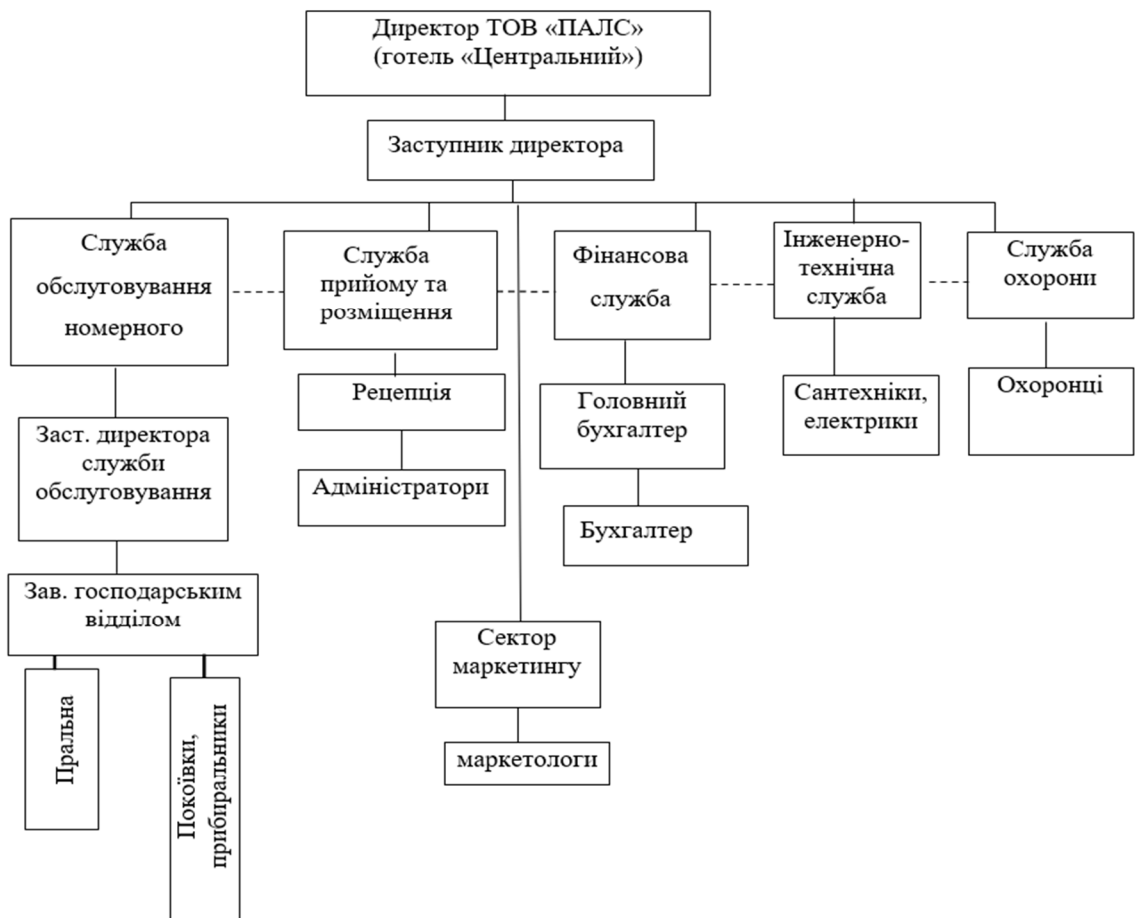 Директор ТОВ «ПАЛС»
(готель «Центральний»)
Заступник директора
Служба
обслуговування
номерного
Служба
прийому та
розміщення
Фінансова
служба
Інженерно-
технічна
служба
Служба
охорони
Рецепція
Адміністратори
Головний
бухгалтер
Бухгалтер
Сантехніки,
електрики
Охоронці
Заст. директора
служби
обслуговування
Зав. господарським
відділом
Пральна
Покоївки,
прибиральники
Сектор
маркетингу
маркетологи